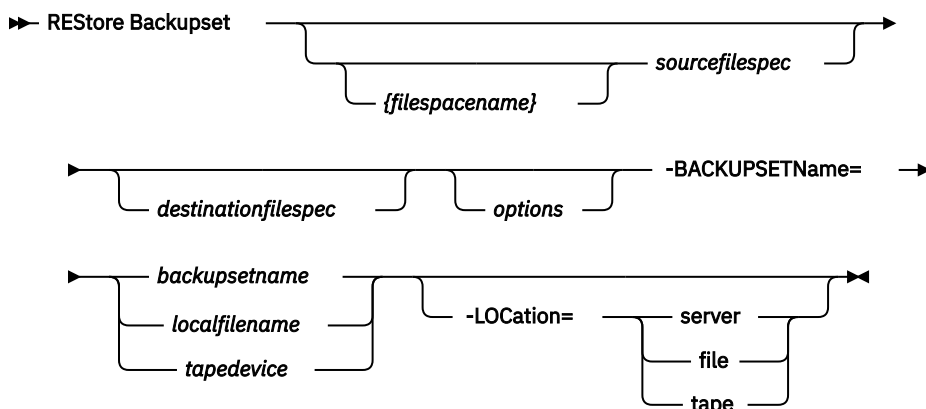 REStore Backupset
sourcefilespec
{filespacename}
destinationfilespec
options
-BACKUPSETName=
backupsetname
localfilename
tapedevice
-LOCation=
server
file
tape